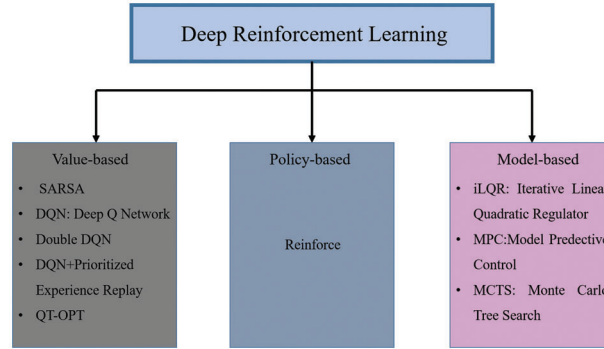 Deep Reinforcement Learning
Value-based
• SARSA
• DQN: Deep Q Network
• Double DQN
• DQN+Prioritized
Experience Replay
• QT-OPT
Policy-based
Reinforce
Model-based
• iLQR: Iterative Linea
Quadratic Regulator
• MPC:Model Predective
Control
• MCTS: Monte Carlo
Tree Search